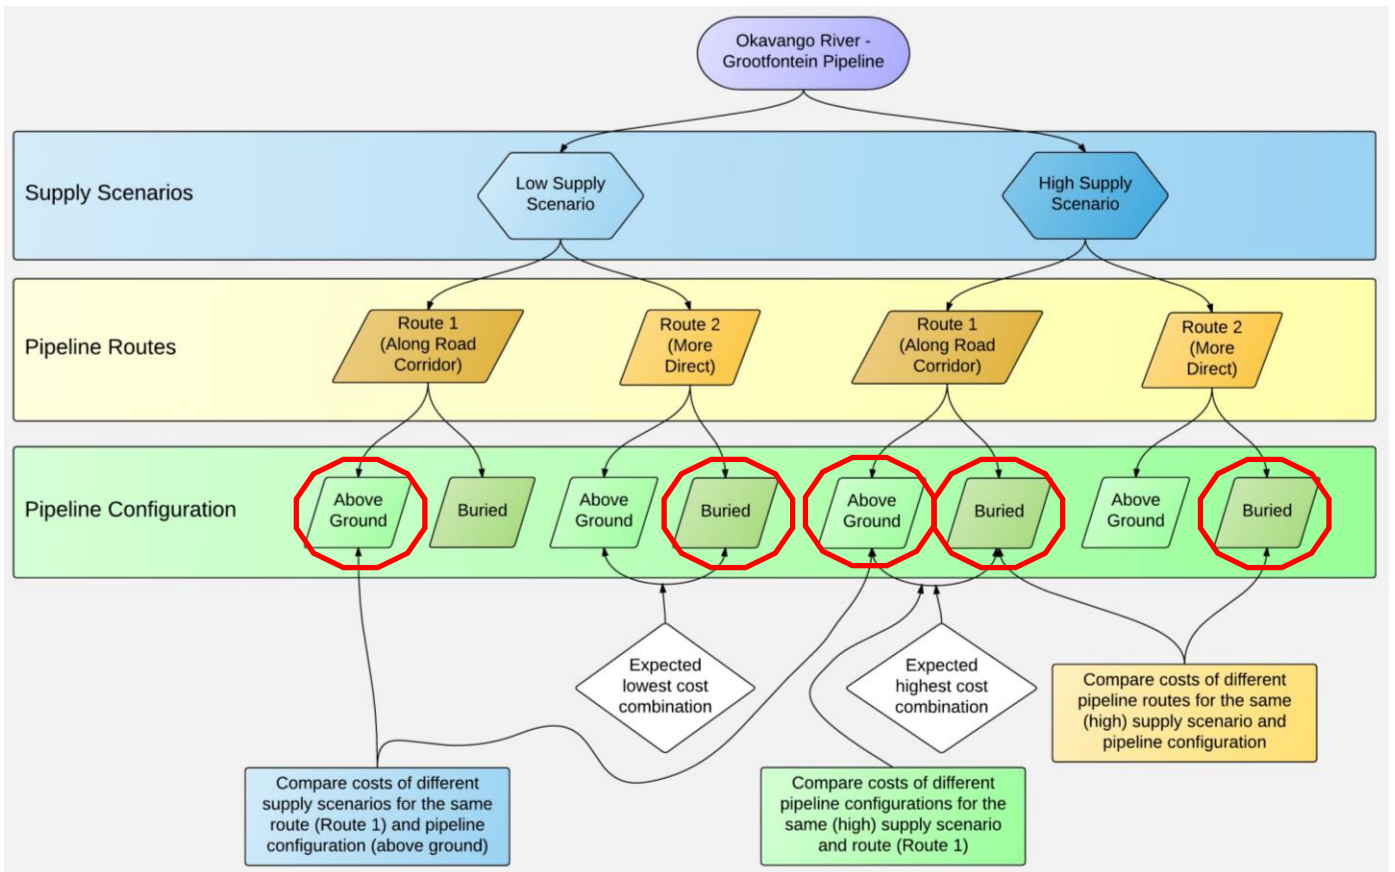 Okavango River -
Grootfontein Pipeline
Supply Scenarios
Low Supply
Scenario
High Supply
Scenario
Pipeline Routes
Route 1
(Along Road
Corridor)
Route 2
(More
Direct)
Route 1
(Along Road
Corridor)
Route 2
(More
Direct)
Pipeline Configuration
Above
Ground
Buried
Above
Ground
Buried
Above
Ground
Buried
Above
Ground
Buried
Expected
lowest cost
combination
Expected
highest cost
combination
Compare costs of different
pipeline routes for the same
(high) supply scenario and
pipeline configuration
Compare costs of different
supply scenarios for the same
route (Route 1) and pipeline
configuration (above ground)
Compare costs of different
pipeline configurations for the
same (high) supply scenario
and route (Route 1)